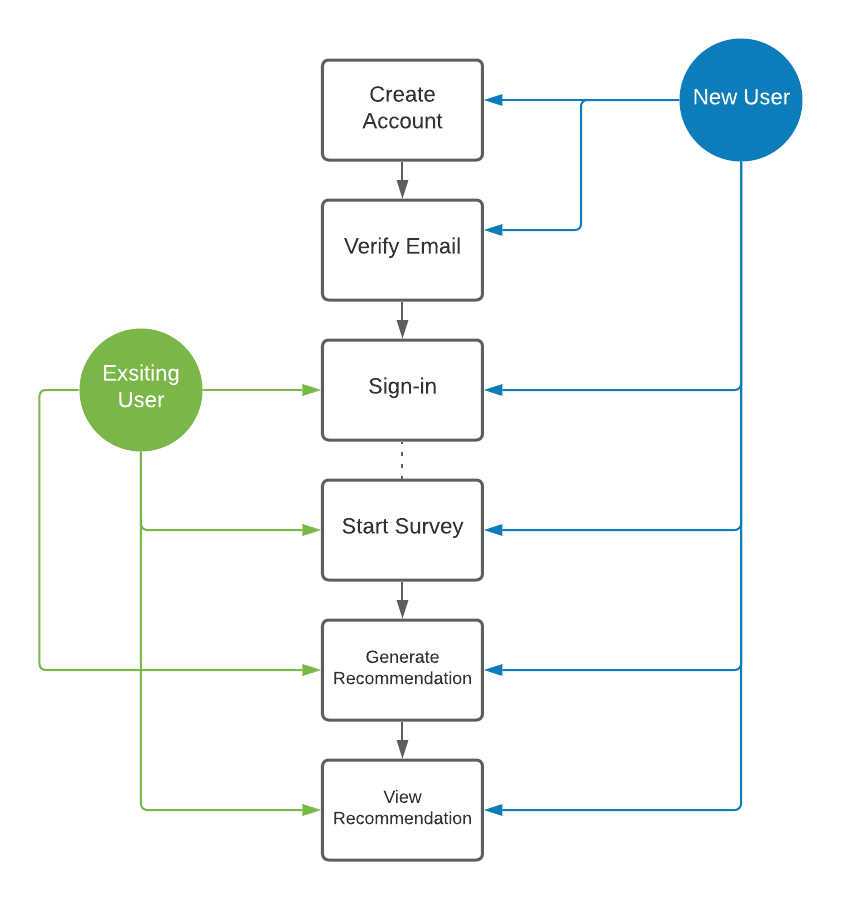 Create
Account
New User
Verify Email
Exsiting
User
Sign-in
Start Survey
Generate
Recommendation
View
Recommendation